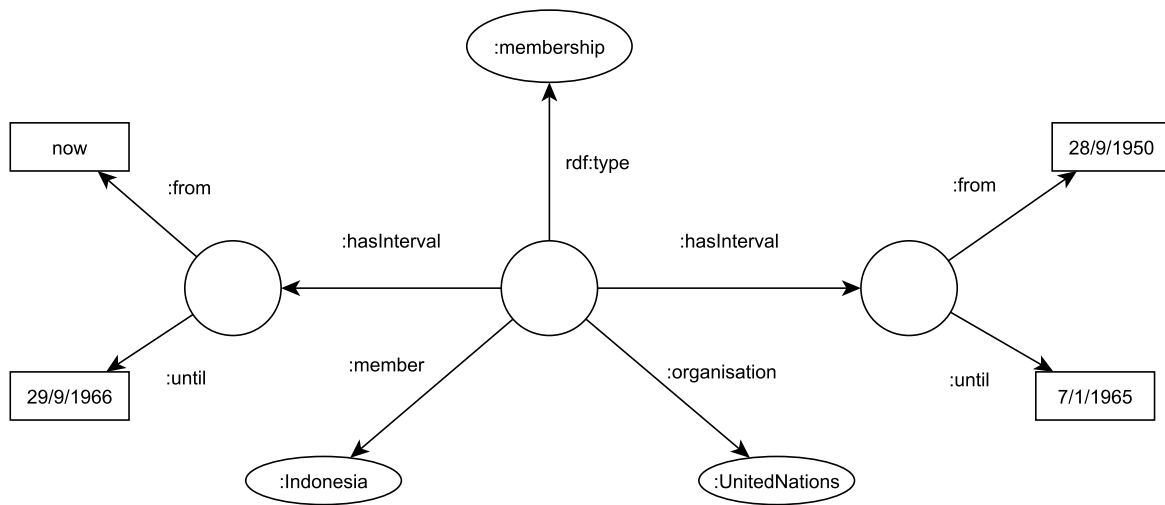 :membership
now
28/9/1950
rdf:type
:from
:from
:hasInterval
:hasInterval
:member
:organisation
:until
:until
29/9/1966
7/1/1965
:Indonesia
:UnitedNations